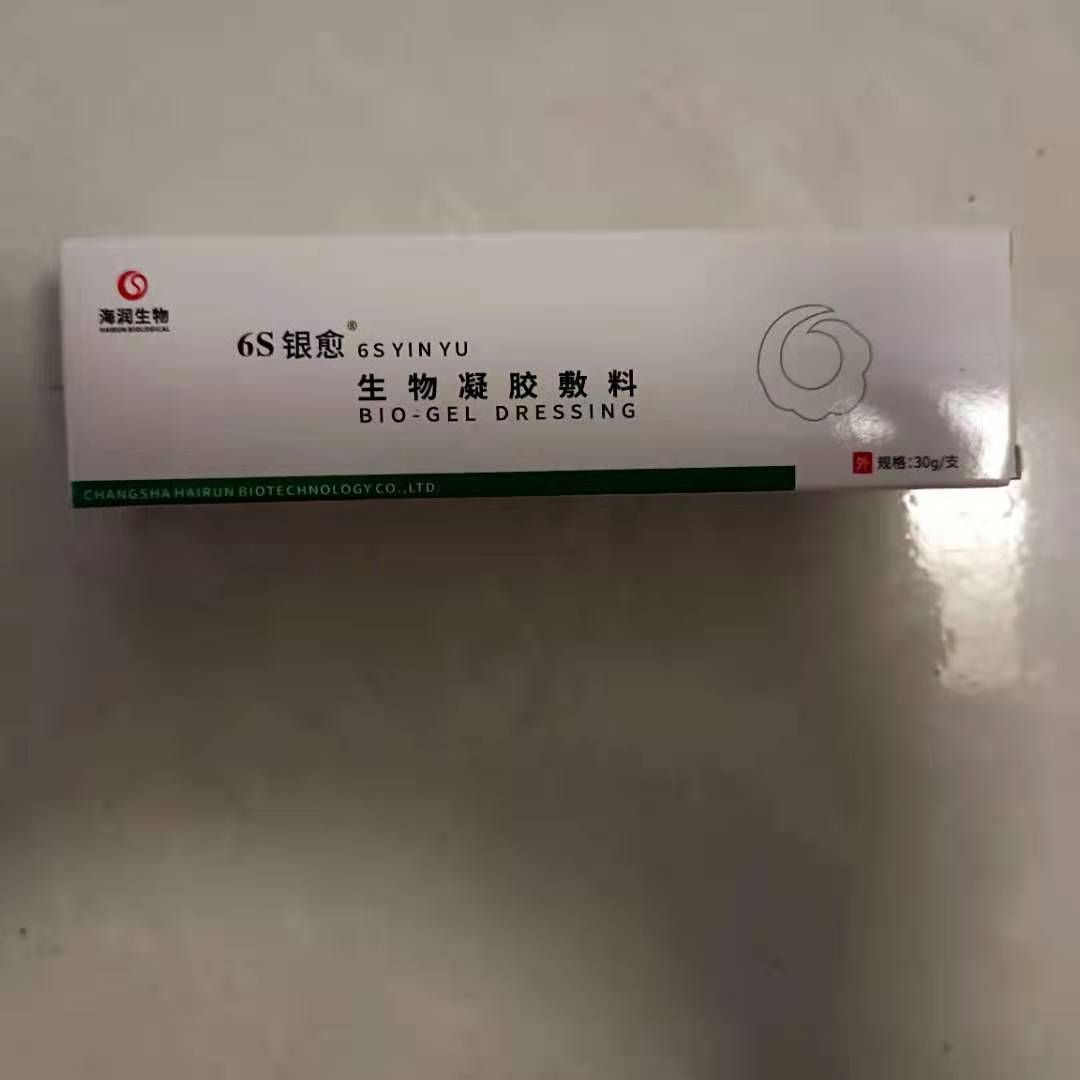 海润生物
HAIRUN BIOLOGICAL
6S 银愈® 6S YIN YU
生物凝胶敷料
BIO-GEL DRESSING
外 规格:30g/支
CHANGSHA HAIRUN BIOTECHNOLOGY CO.,LTD.